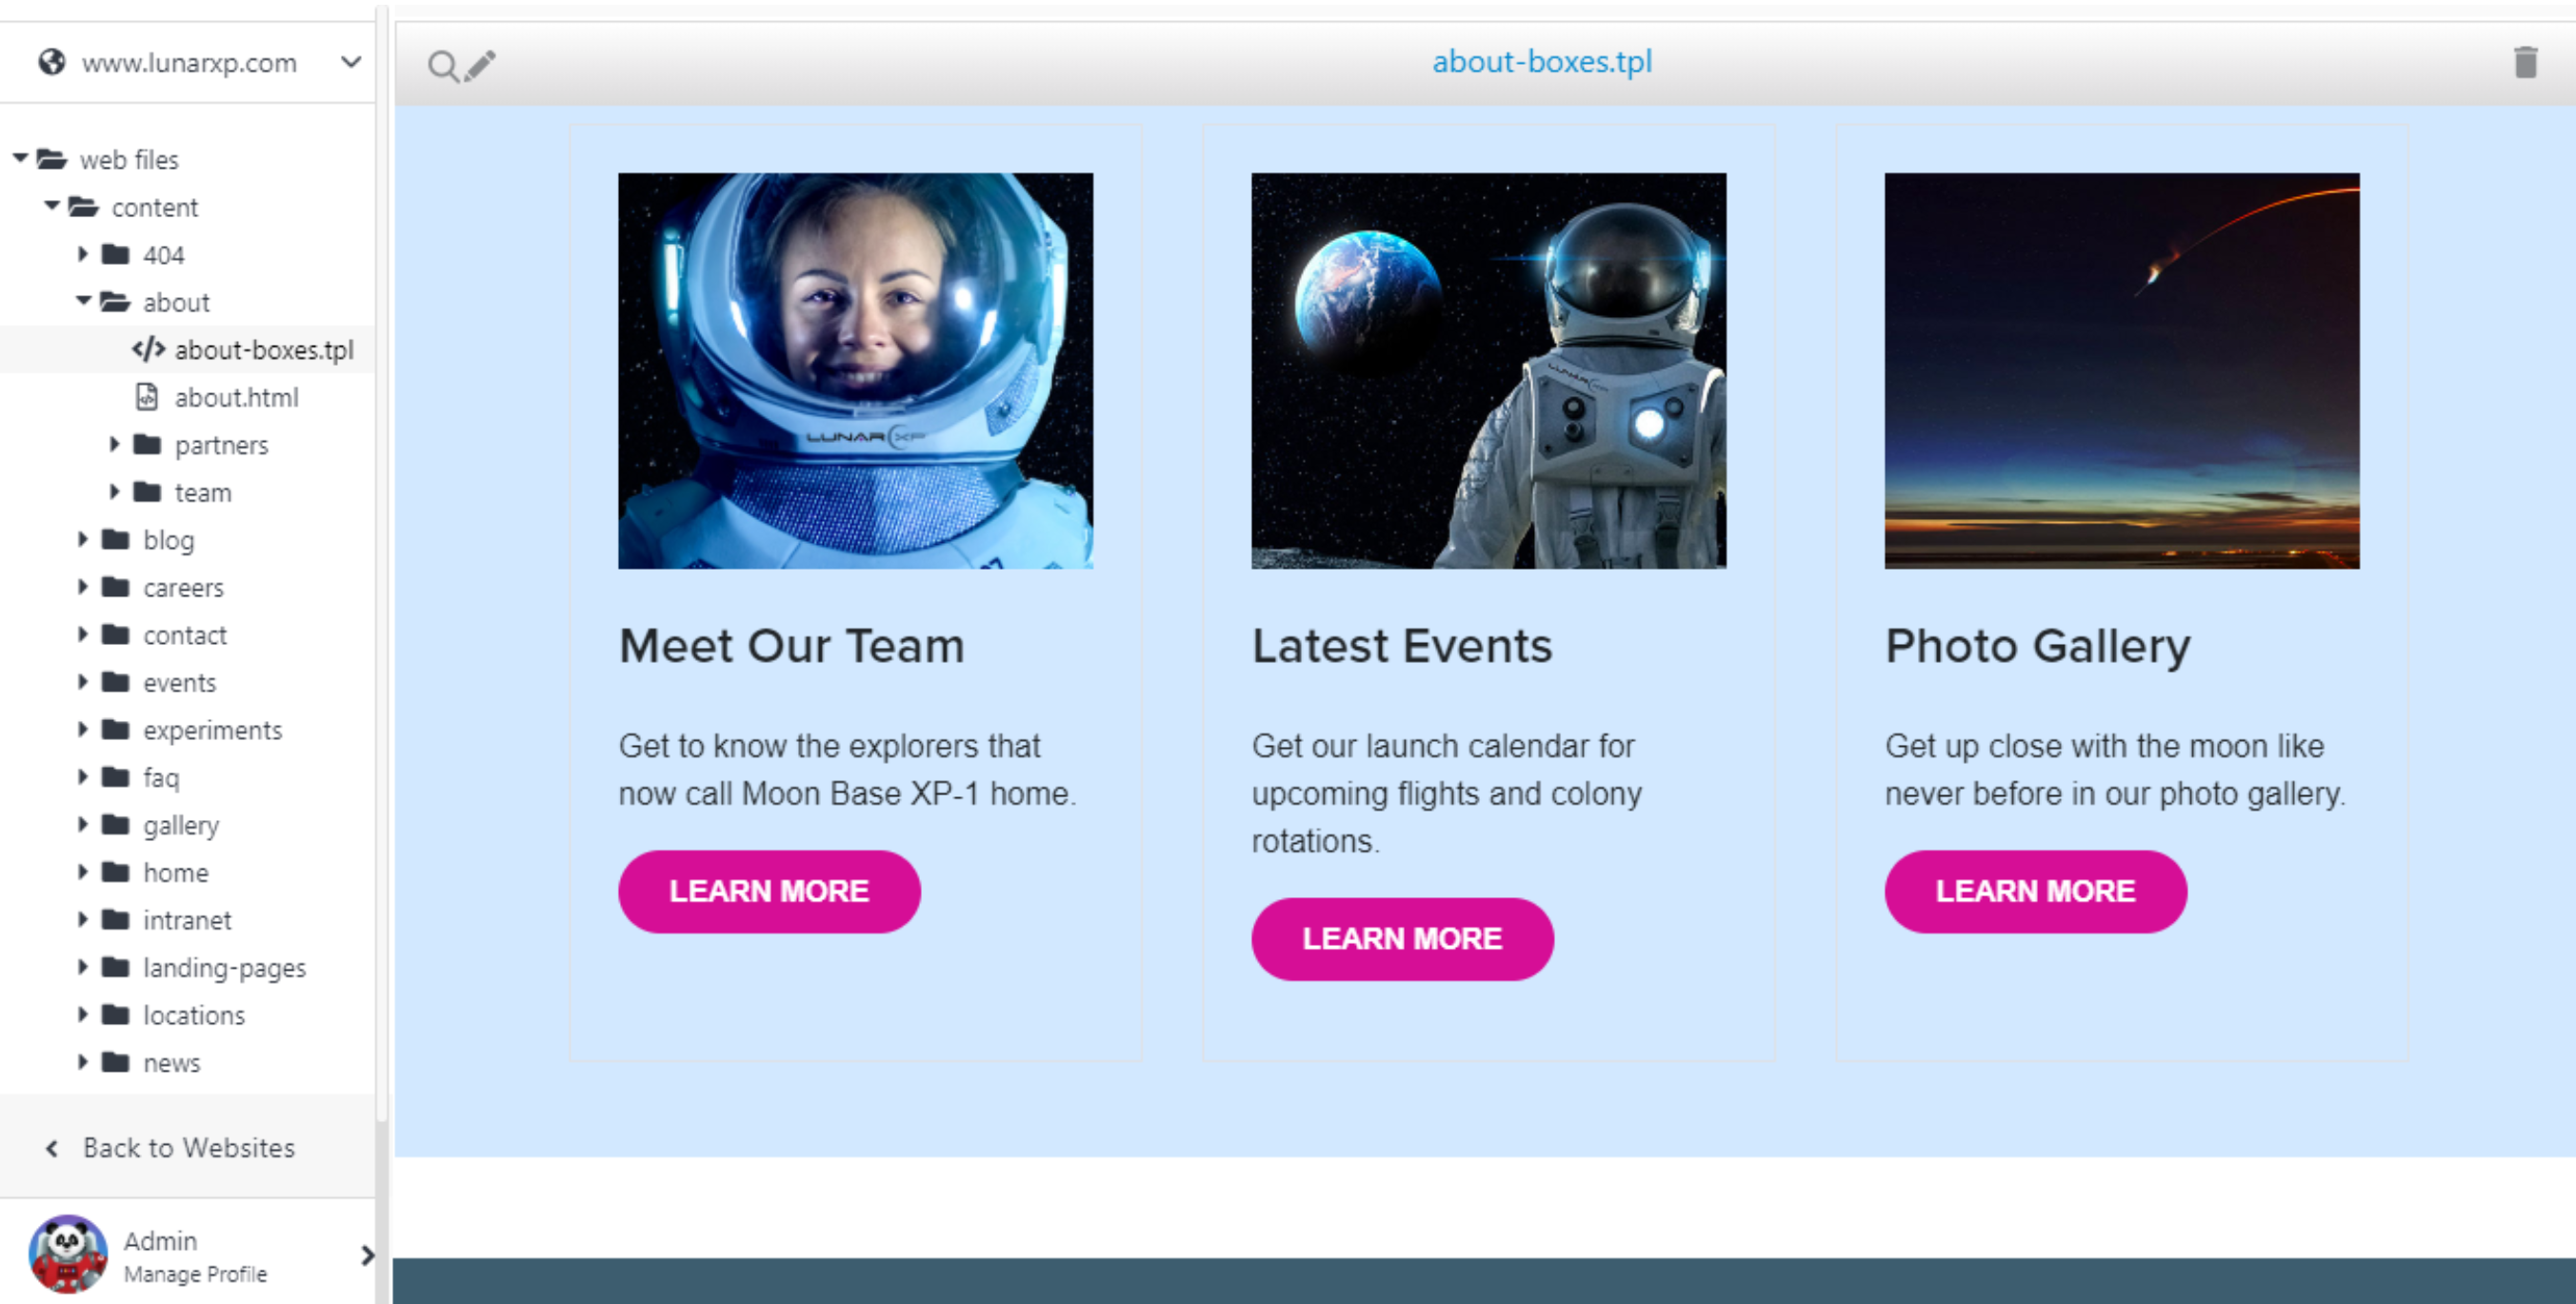 www.lunarxp.com
web files
content
404
about
about-boxes.tpl
about.html
partners
team
blog
careers
contact
events
experiments
faq
gallery
home
intranet
landing-pages
locations
news
Back to Websites
Admin
Manage Profile
about-boxes.tpl
LUNAR XP
Meet Our Team
Get to know the explorers that
now call Moon Base XP-1 home.
LEARN MORE
LUNAR XP
Latest Events
Get our launch calendar for
upcoming flights and colony
rotations.
LEARN MORE
Photo Gallery
Get up close with the moon like
never before in our photo gallery.
LEARN MORE